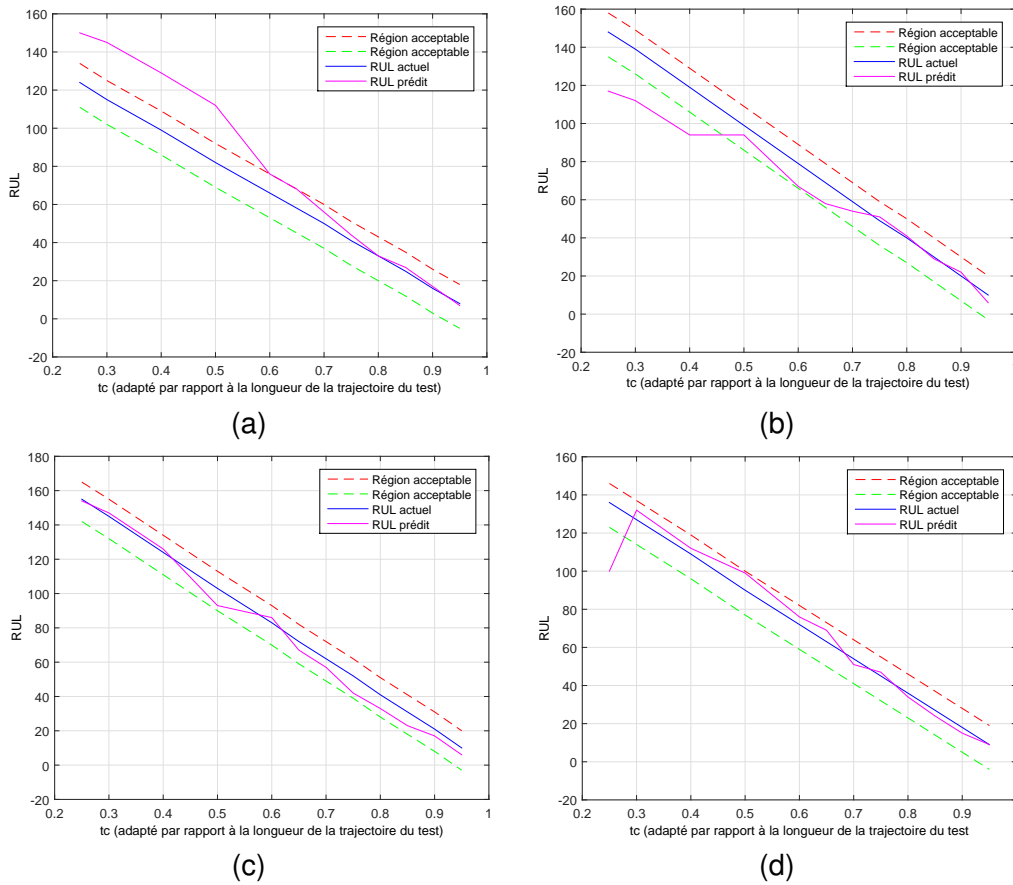 160
140
120
100
80
60
40
20
0
-20
RUL
0.2 0.3 0.4 0.5 0.6 0.7 0.8 0.9 1
tc (adapté par rapport à la longueur de la trajectoire du test)
Région acceptable
Région acceptable
RUL actuel
RUL prédit
(a)
160
140
120
100
80
60
40
20
0
-20
RUL
0.2 0.3 0.4 0.5 0.6 0.7 0.8 0.9 1
tc (adapté par rapport à la longueur de la trajectoire du test)
Région acceptable
Région acceptable
RUL actuel
RUL prédit
(b)
180
160
140
120
100
80
60
40
20
0
-20
RUL
0.2 0.3 0.4 0.5 0.6 0.7 0.8 0.9 1
tc (adapté par rapport à la longueur de la trajectoire du test)
Région acceptable
Région acceptable
RUL actuel
RUL prédit
(c)
160
140
120
100
80
60
40
20
0
-20
RUL
0.2 0.3 0.4 0.5 0.6 0.7 0.8 0.9
tc (adapté par rapport à la longueur de la trajectoire du test
Région acceptable
Région acceptable
RUL actuel
RUL prédit
(d)